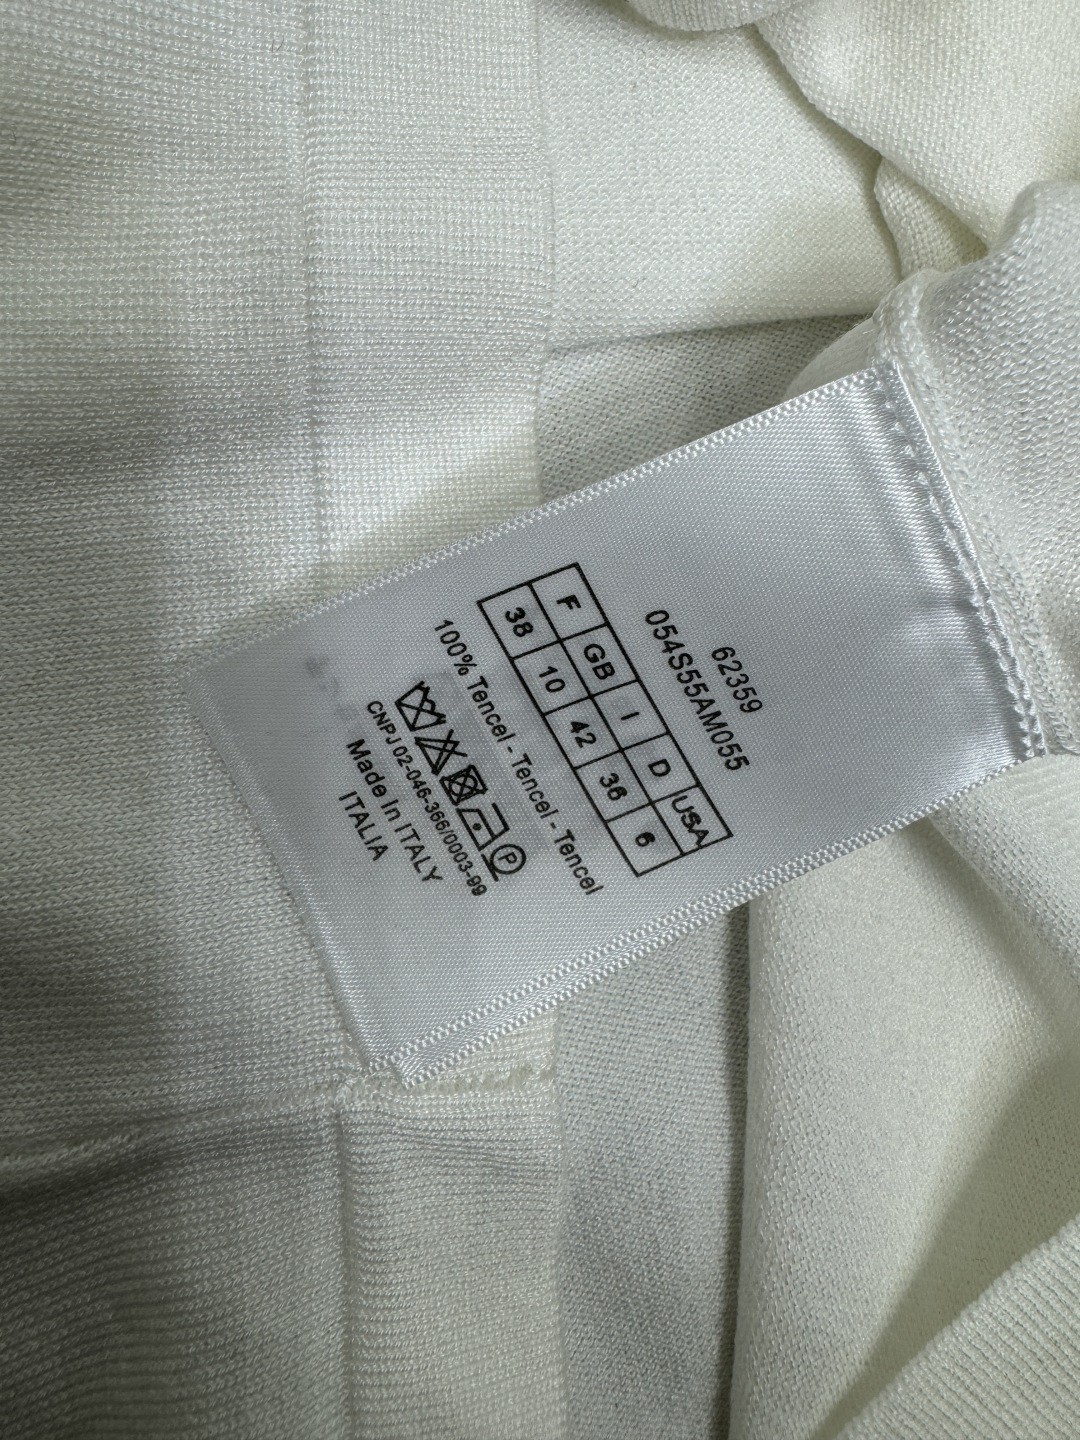 62359
054S55AM055
F GB I D USA
38 10 42 36 6
100% Tencel - Tencel - Tencel
P
CNPJ 02-046-366/0003-99
Made In ITALY
ITALIA